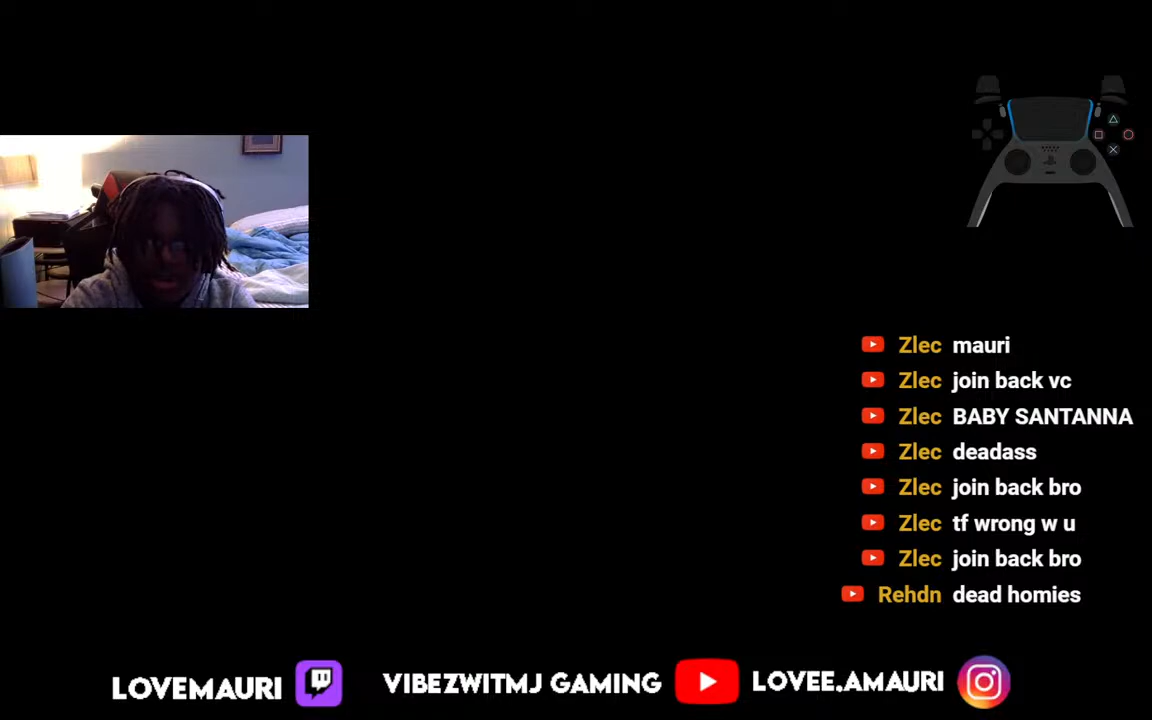 Zlec mauri
Zlec join back vc
Zlec BABY SANTANNA
Zlec deadass
Zlec join back bro
Zlec tf wrong w u
Zlec join back bro
Rehdn dead homies
LOVEMAURI VIBEZWITMJ GAMING LOVEE.AMAURI